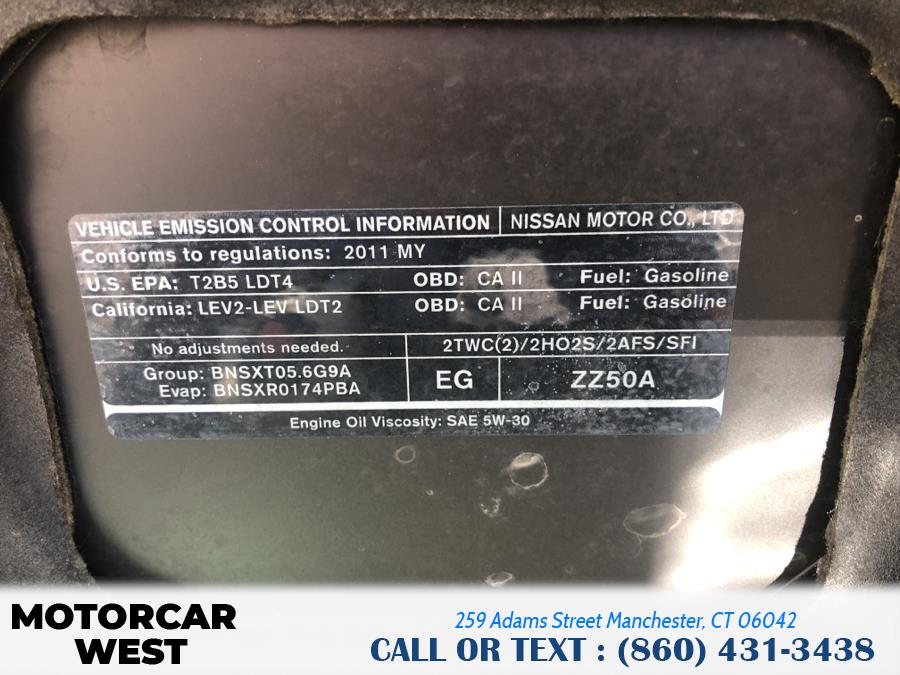 VEHICLE EMISSION CONTROL INFORMATION NISSAN MOTOR CO., LTD
Conforms to regulations: 2011 MY
U.S. EPA: T2B5 LDT4 OBD: CA II Fuel: Gasoline
California: LEV2-LEV LDT2 OBD: CA II Fuel: Gasoline
No adjustments needed. 2TWC(2)/2HO2S/2AFS/SFI
Group: BNSXT05.6G9A
Evap: BNSXR0174PBA
EG ZZ50A
Engine Oil Viscosity: SAE 5W-30
MOTORCAR
WEST
259 Adams Street Manchester, CT 06042
CALL OR TEXT : (860) 431-3438